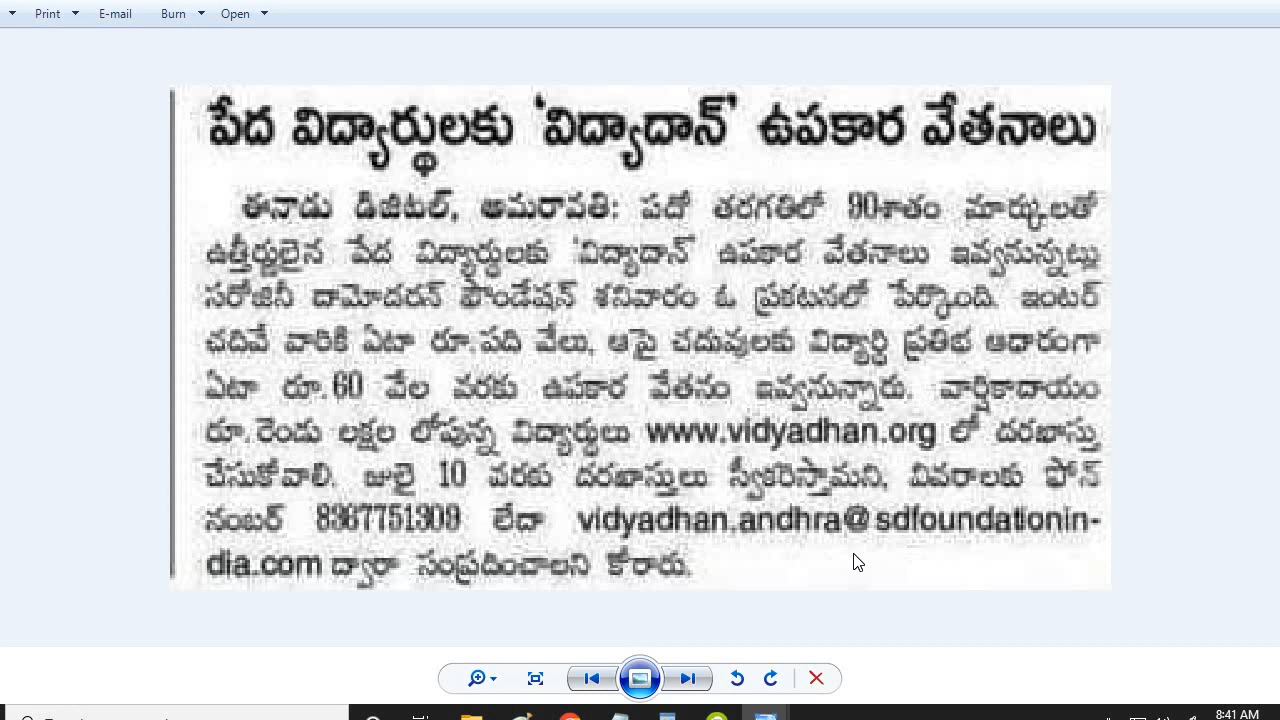 Print E-mail Burn Open
పేద విద్యార్థులకు 'విద్యాదాన్' ఉపకార వేతనాలు
ఈనాడు డిజిటల్, అమరావతి: పదో తరగతిలో 90శాతం మార్కులతో
ఉత్తీర్ణులైన పేద విద్యార్థులకు 'విద్యాదాన్' ఉపకార వేతనాలు ఇవ్వనున్నట్లు
సరోజినీ దామోదరన్ ఫౌండేషన్ శనివారం ఓ ప్రకటనలో పేర్కొంది. ఇంటర్
చదివే వారికి ఏటా రూ.పది వేలు, ఆపై చదువులకు విద్యార్థి ప్రతిభ ఆధారంగా
ఏటా రూ.60 వేల వరకు ఉపకార వేతనం ఇవ్వనున్నారు. వార్షికాదాయం
రూ.రెండు లక్షల లోపున్న విద్యార్థులు www.vidyadhan.org లో దరఖాస్తు
చేసుకోవాలి. జులై 10 వరకు దరఖాస్తులు స్వీకరిస్తామని, వివరాలకు ఫోన్
నంబర్ 8367751309 లేదా vidyadhan.andhra@sdfoundationin-
dia.com ద్వారా సంప్రదించాలని కోరారు.
8:41 AM